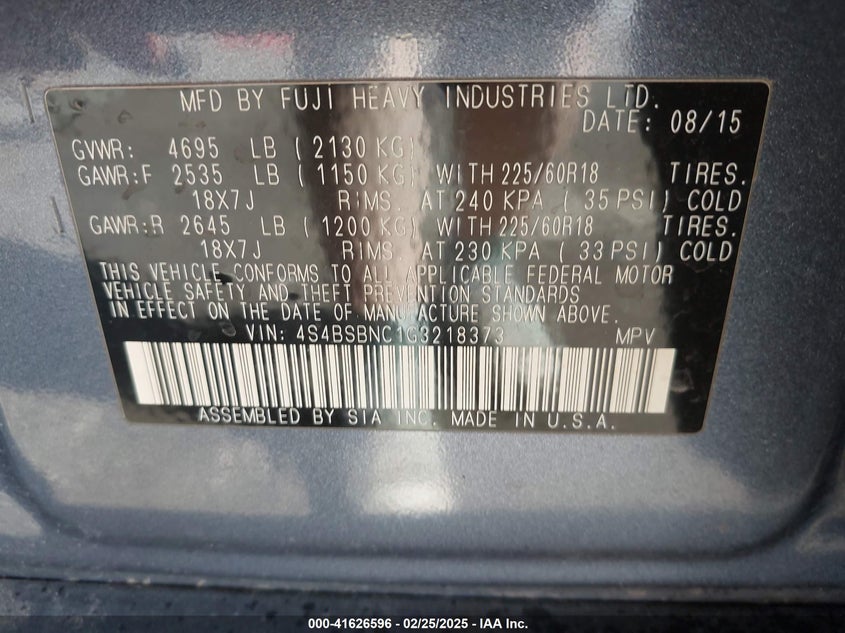 MFD BY FUJI HEAVY INDUSTRIES LTD.
DATE: 08/15
GVWR: 4695 LB ( 2130 KG)
GAWR:F 2535 LB ( 1150 KG) WITH 225/60R18 TIRES.
18X7J RIMS. AT 240 KPA ( 35 PSI) COLD
GAWR:R 2645 LB ( 1200 KG) WITH 225/60R18 TIRES.
18X7J RIMS. AT 230 KPA ( 33 PSI) COLD
THIS VEHICLE CONFORMS TO ALL APPLICABLE FEDERAL MOTOR
VEHICLE SAFETY AND THEFT PREVENTION STANDARDS
IN EFFECT ON THE DATE OF MANUFACTURE SHOWN ABOVE.
VIN: 4S4BSBNC1G3218373 MPV
ASSEMBLED BY SIA INC. MADE IN U.S.A.
000-41626596 - 02/25/2025 - IAA Inc.